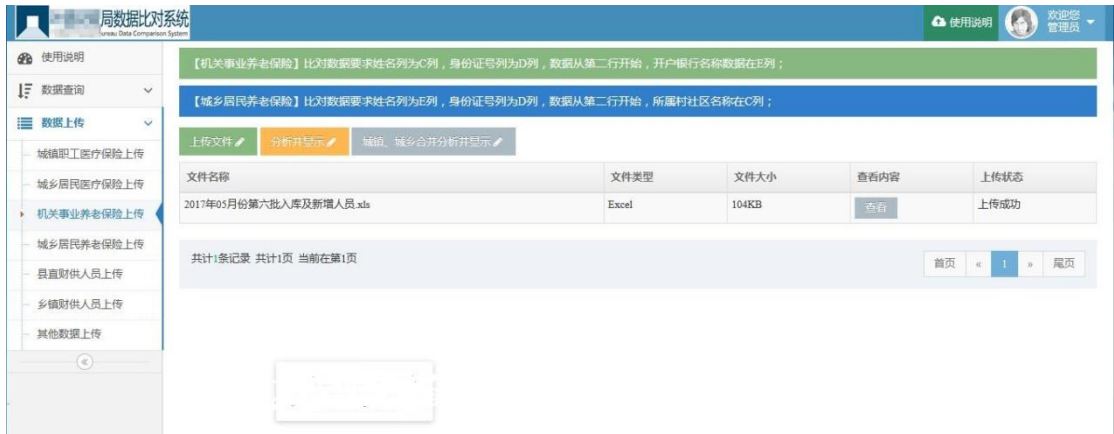 局数据比对系统
ureau Data Comparison System
使用说明
欢迎您
管理员
使用说明
数据查询
数据上传
城镇职工医疗保险上传
城乡居民医疗保险上传
机关事业养老保险上传
城乡居民养老保险上传
县直财供人员上传
乡镇财供人员上传
其他数据上传
【机关事业养老保险】比对数据要求姓名列为C列，身份证号列为D列，数据从第二行开始，开户银行名称数据在E列；
【城乡居民养老保险】比对数据要求姓名列为E列，身份证号列为D列，数据从第二行开始，所属村社区名称在C列；
上传文件 分析并显示 城镇、城乡合并分析并显示
文件名称 文件类型 文件大小 查看内容 上传状态
2017年05月份第六批入库及新增人员.xls Excel 104KB 查看 上传成功
共计1条记录 共计1页 当前在第1页
首页 « 1 » 尾页